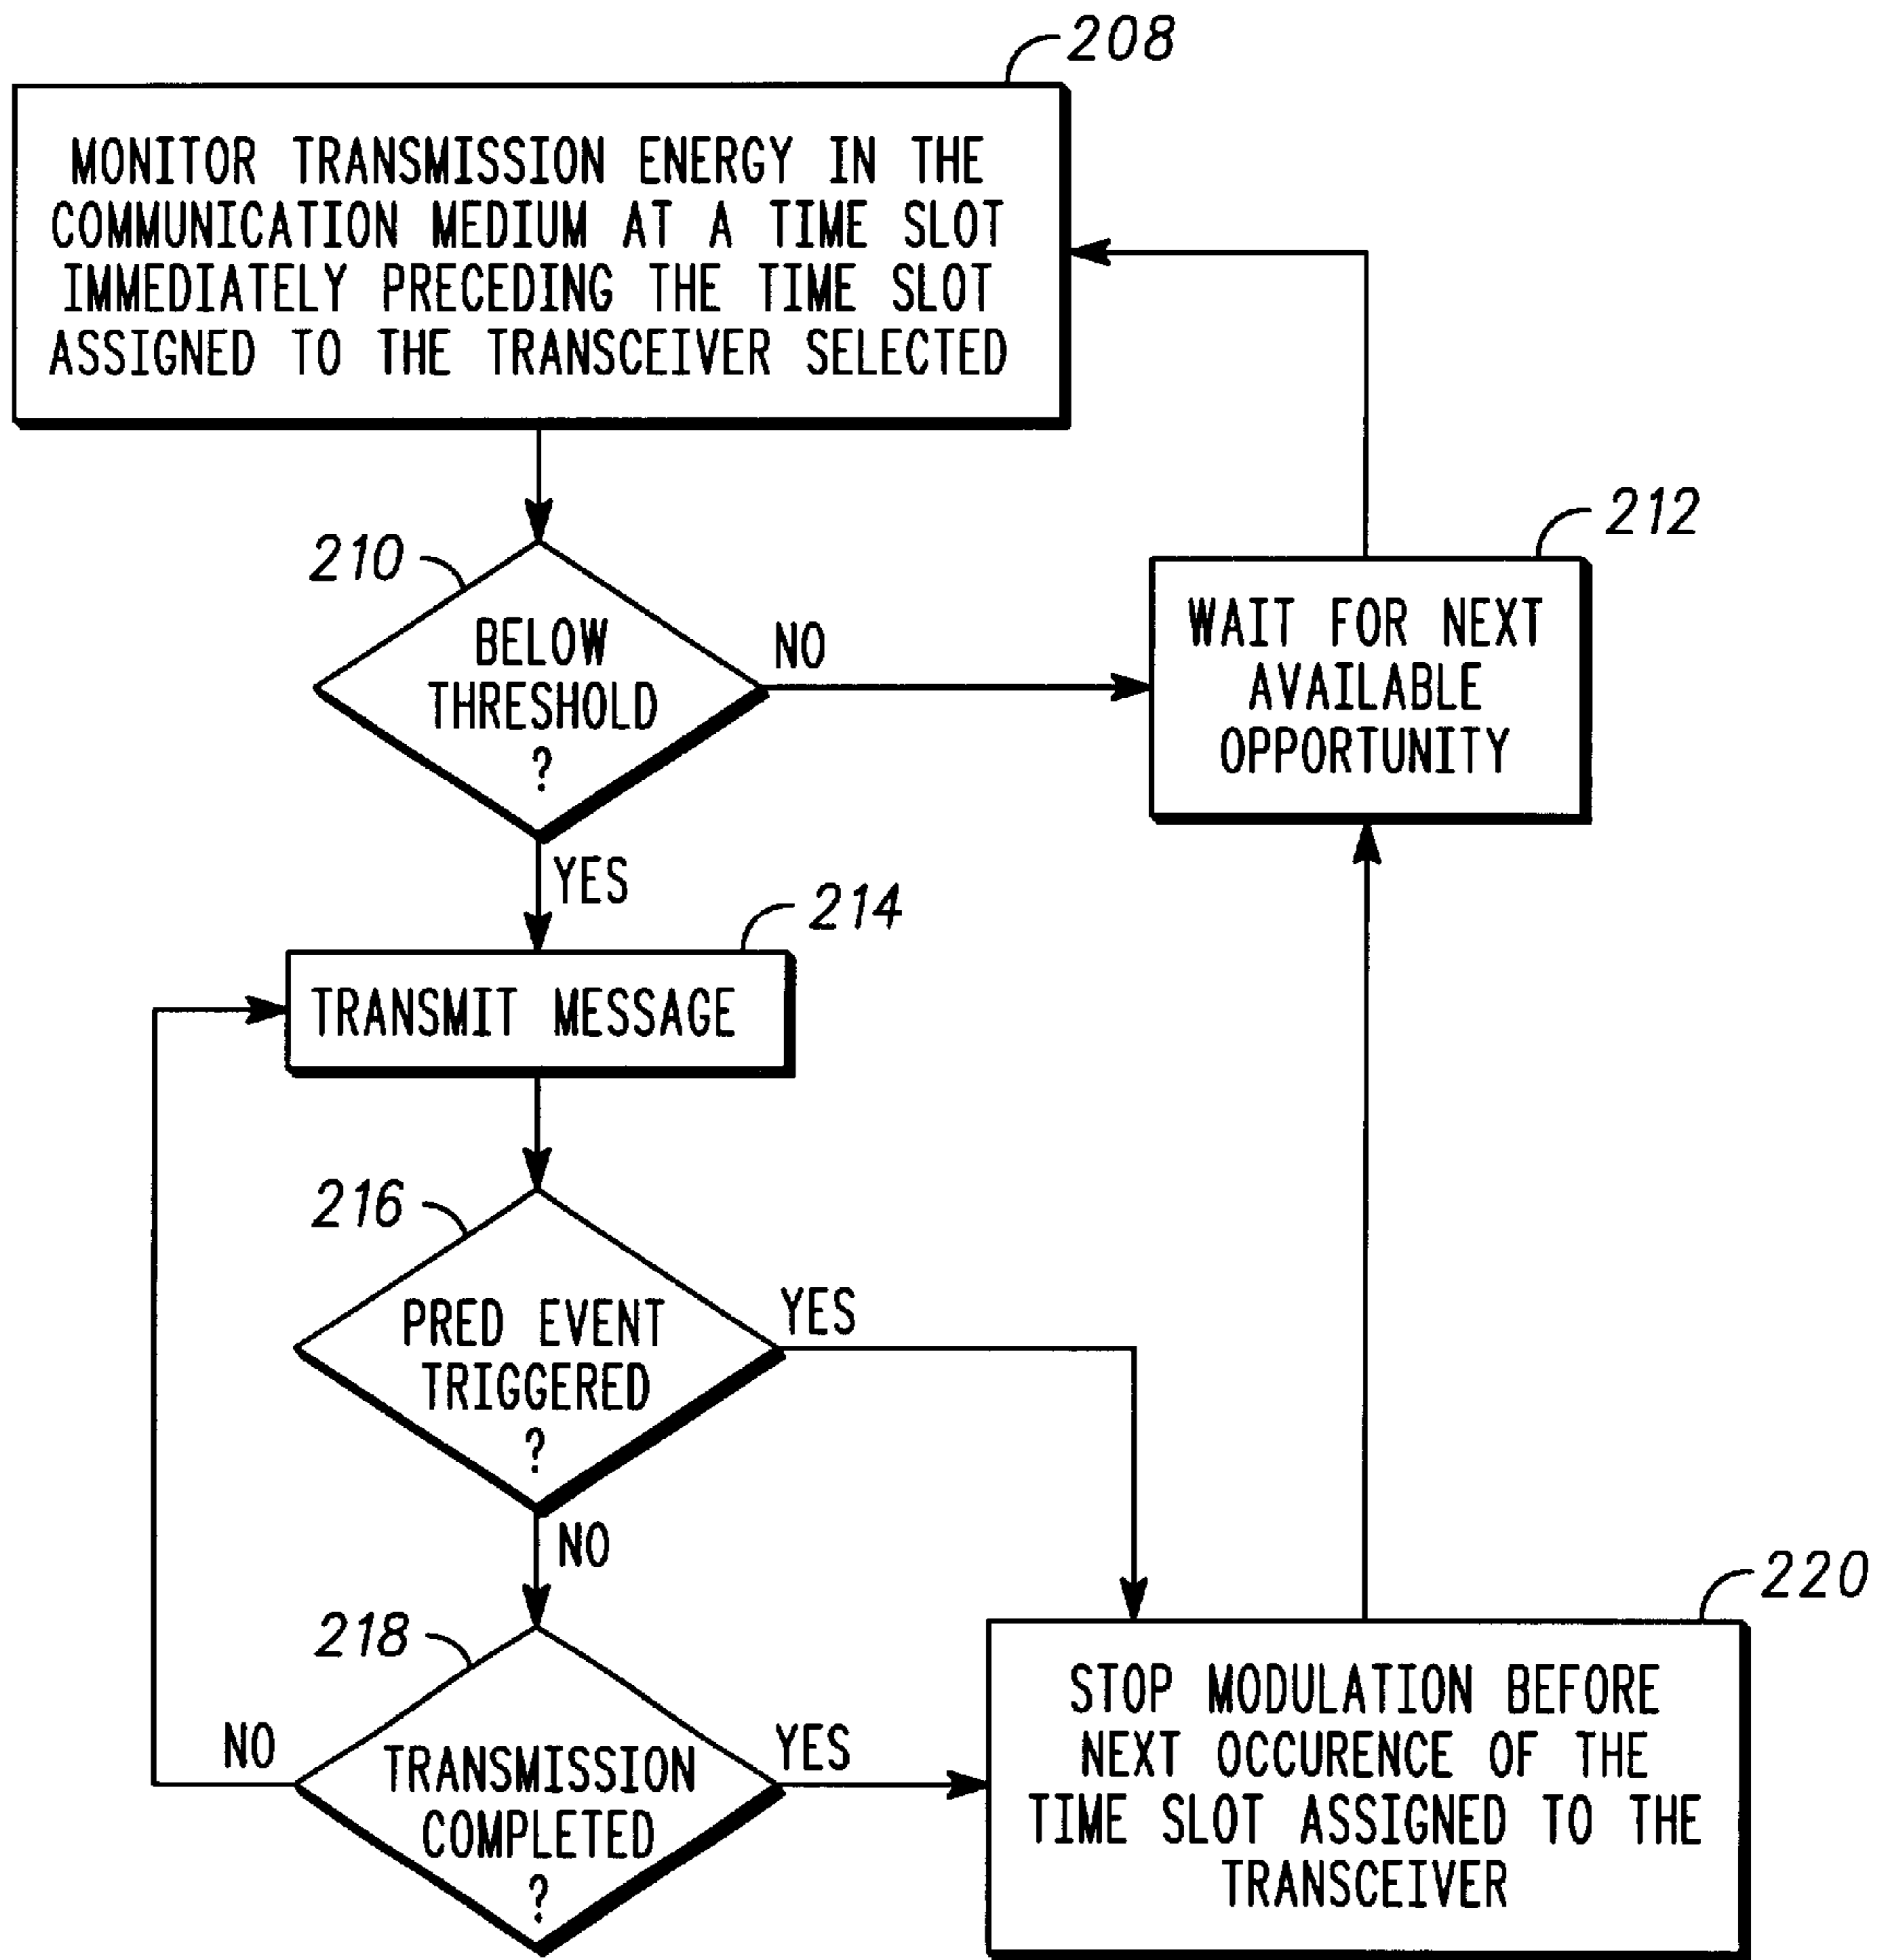 208
MONITOR TRANSMISSION ENERGY IN THE
COMMUNICATION MEDIUM AT A TIME SLOT
IMMEDIATELY PRECEDING THE TIME SLOT
ASSIGNED TO THE TRANSCEIVER SELECTED
210
BELOW
THRESHOLD
?
NO
YES
212
WAIT FOR NEXT
AVAILABLE
OPPORTUNITY
214
TRANSMIT MESSAGE
216
PRED EVENT
TRIGGERED
?
YES
NO
218
TRANSMISSION
COMPLETED
?
NO
YES
220
STOP MODULATION BEFORE
NEXT OCCURENCE OF THE
TIME SLOT ASSIGNED TO THE
TRANSCEIVER